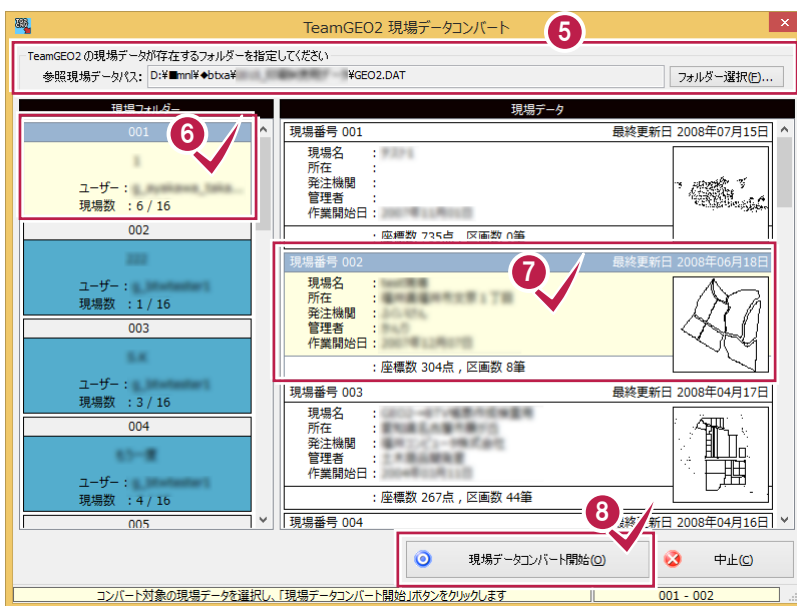 TeamGEO2 現場データコンバート
5
TeamGEO2 の現場データが存在するフォルダーを指定してください
参照現場データパス: D:¥■mnl¥◆btxa¥ ¥GEO2.DAT
フォルダー選択(F)...
現場フォルダー
現場データ
001
6
ユーザー :
現場数 : 6 / 16
002
ユーザー :
現場数 : 1 / 16
003
ユーザー :
現場数 : 3 / 16
004
ユーザー :
現場数 : 4 / 16
005
現場番号 001 最終更新日 2008年07月15日
現場名 :
所在 :
発注機関 :
管理者 :
作業開始日 :
: 座標数 735点 , 区画数 0筆
現場番号 002 最終更新日 2008年06月18日
7
現場名 :
所在 :
発注機関 :
管理者 :
作業開始日 :
: 座標数 304点 , 区画数 8筆
現場番号 003 最終更新日 2008年04月17日
現場名 :
所在 :
発注機関 :
管理者 :
作業開始日 :
: 座標数 267点 , 区画数 44筆
現場番号 004 最終更新日 2008年04月16日
8
現場データコンバート開始(O)
中止(C)
コンバート対象の現場データを選択し、「現場データコンバート開始」ボタンをクリックします
001 - 002